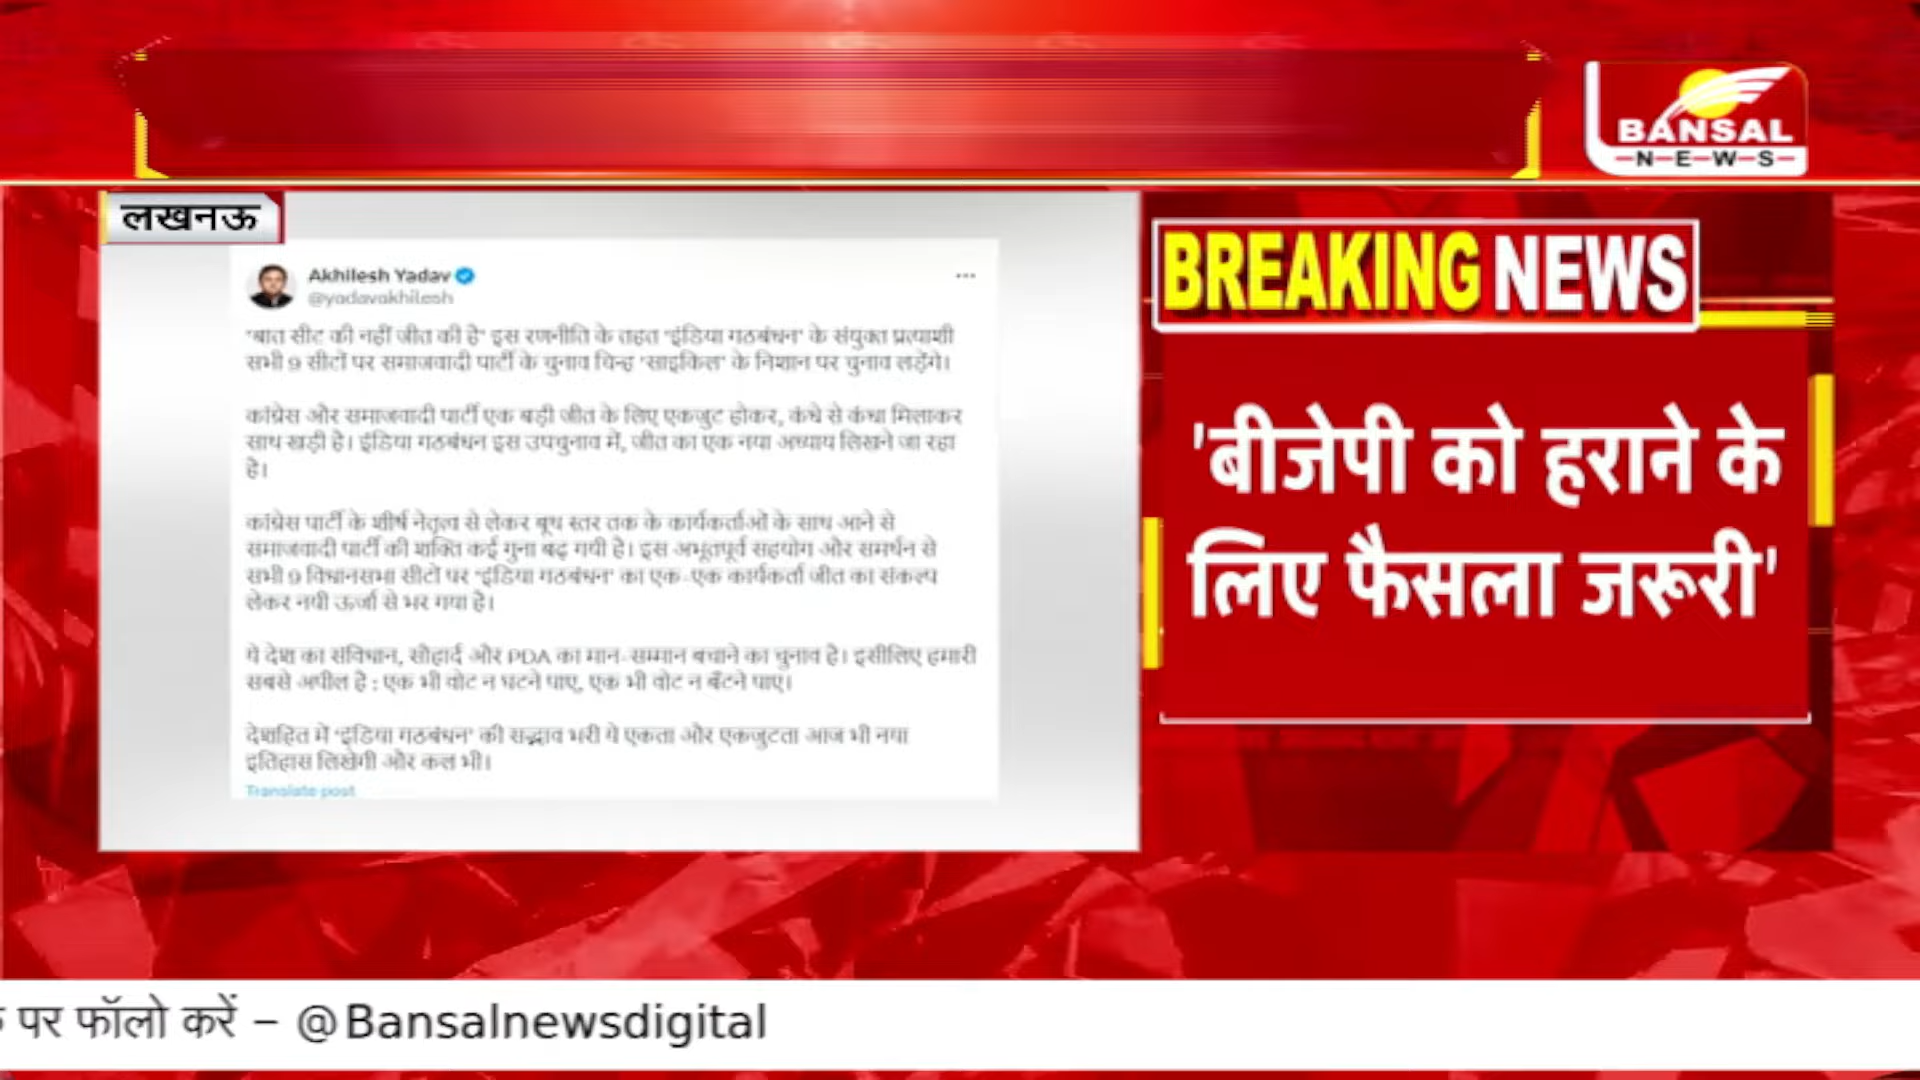 BANSAL
NEWS
लखनऊ
Akhilesh Yadav
@yadavakhilesh
"बात सीट की नहीं जीत की है" इस रणनीति के तहत 'इंडिया गठबंधन' के संयुक्त प्रत्याशी
सभी 9 सीटों पर समाजवादी पार्टी के चुनाव चिन्ह 'साइकिल' के निशान पर चुनाव लड़ेंगे।
कांग्रेस और समाजवादी पार्टी एक बड़ी जीत के लिए एकजुट होकर, कंधे से कंधा मिलाकर
साथ खड़ी है। इंडिया गठबंधन इस उपचुनाव में, जीत का एक नया अध्याय लिखने जा रहा
है।
कांग्रेस पार्टी के शीर्ष नेतृत्व से लेकर बूथ स्तर तक के कार्यकर्ताओं के साथ आने से
समाजवादी पार्टी की शक्ति कई गुना बढ़ गयी है। इस अभूतपूर्व सहयोग और समर्थन से
सभी 9 विधानसभा सीटों पर 'इंडिया गठबंधन' का एक-एक कार्यकर्ता जीत का संकल्प
लेकर नयी ऊर्जा से भर गया है।
ये देश का संविधान, सौहार्द और PDA का मान-सम्मान बचाने का चुनाव है। इसीलिए हमारी
सबसे अपील है : एक भी वोट न घटने पाए, एक भी वोट न बँटने पाए।
देशहित में 'इंडिया गठबंधन' की सद्भाव भरी ये एकता और एकजुटता आज भी नया
इतिहास लिखेगी और कल भी।
Translate post
BREAKING NEWS
'बीजेपी को हराने के
लिए फैसला जरूरी'
पर फॉलो करें – @Bansalnewsdigital